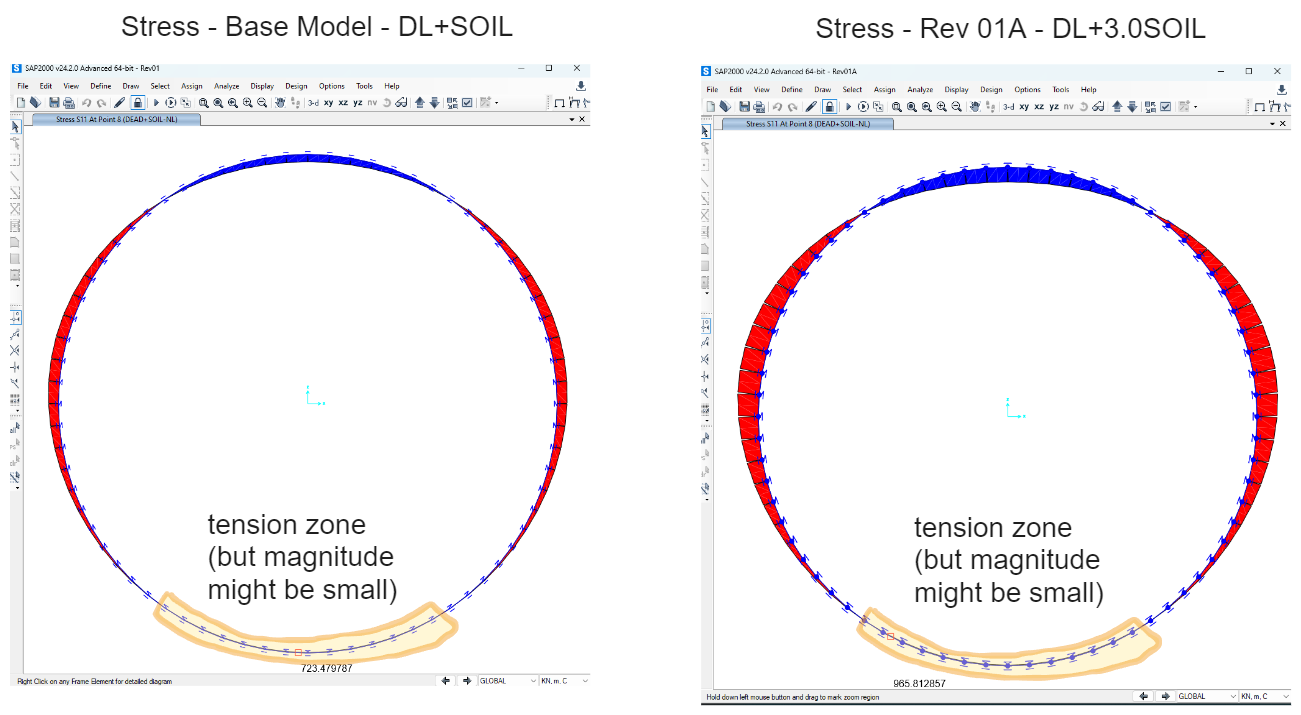 Stress - Base Model - DL+SOIL
Stress - Rev 01A - DL+3.0SOIL
SAP2000 v24.2.0 Advanced 64-bit - Rev01
File Edit View Define Draw Select Assign Analyze Display Design Options Tools Help
3-d xy xz yz nv
Stress S11 At Point 8 (DEAD+SOIL-NL)
tension zone
(but magnitude
might be small)
723.479787
Right Click on any Frame Element for detailed diagram
GLOBAL
KN, m, C
SAP2000 v24.2.0 Advanced 64-bit - Rev01A
File Edit View Define Draw Select Assign Analyze Display Design Options Tools Help
3-d xy xz yz nv
Stress S11 At Point 8 (DEAD+SOIL-NL)
tension zone
(but magnitude
might be small)
965.812857
Hold down left mouse button and drag to mark zoom region
GLOBAL
KN, m, C